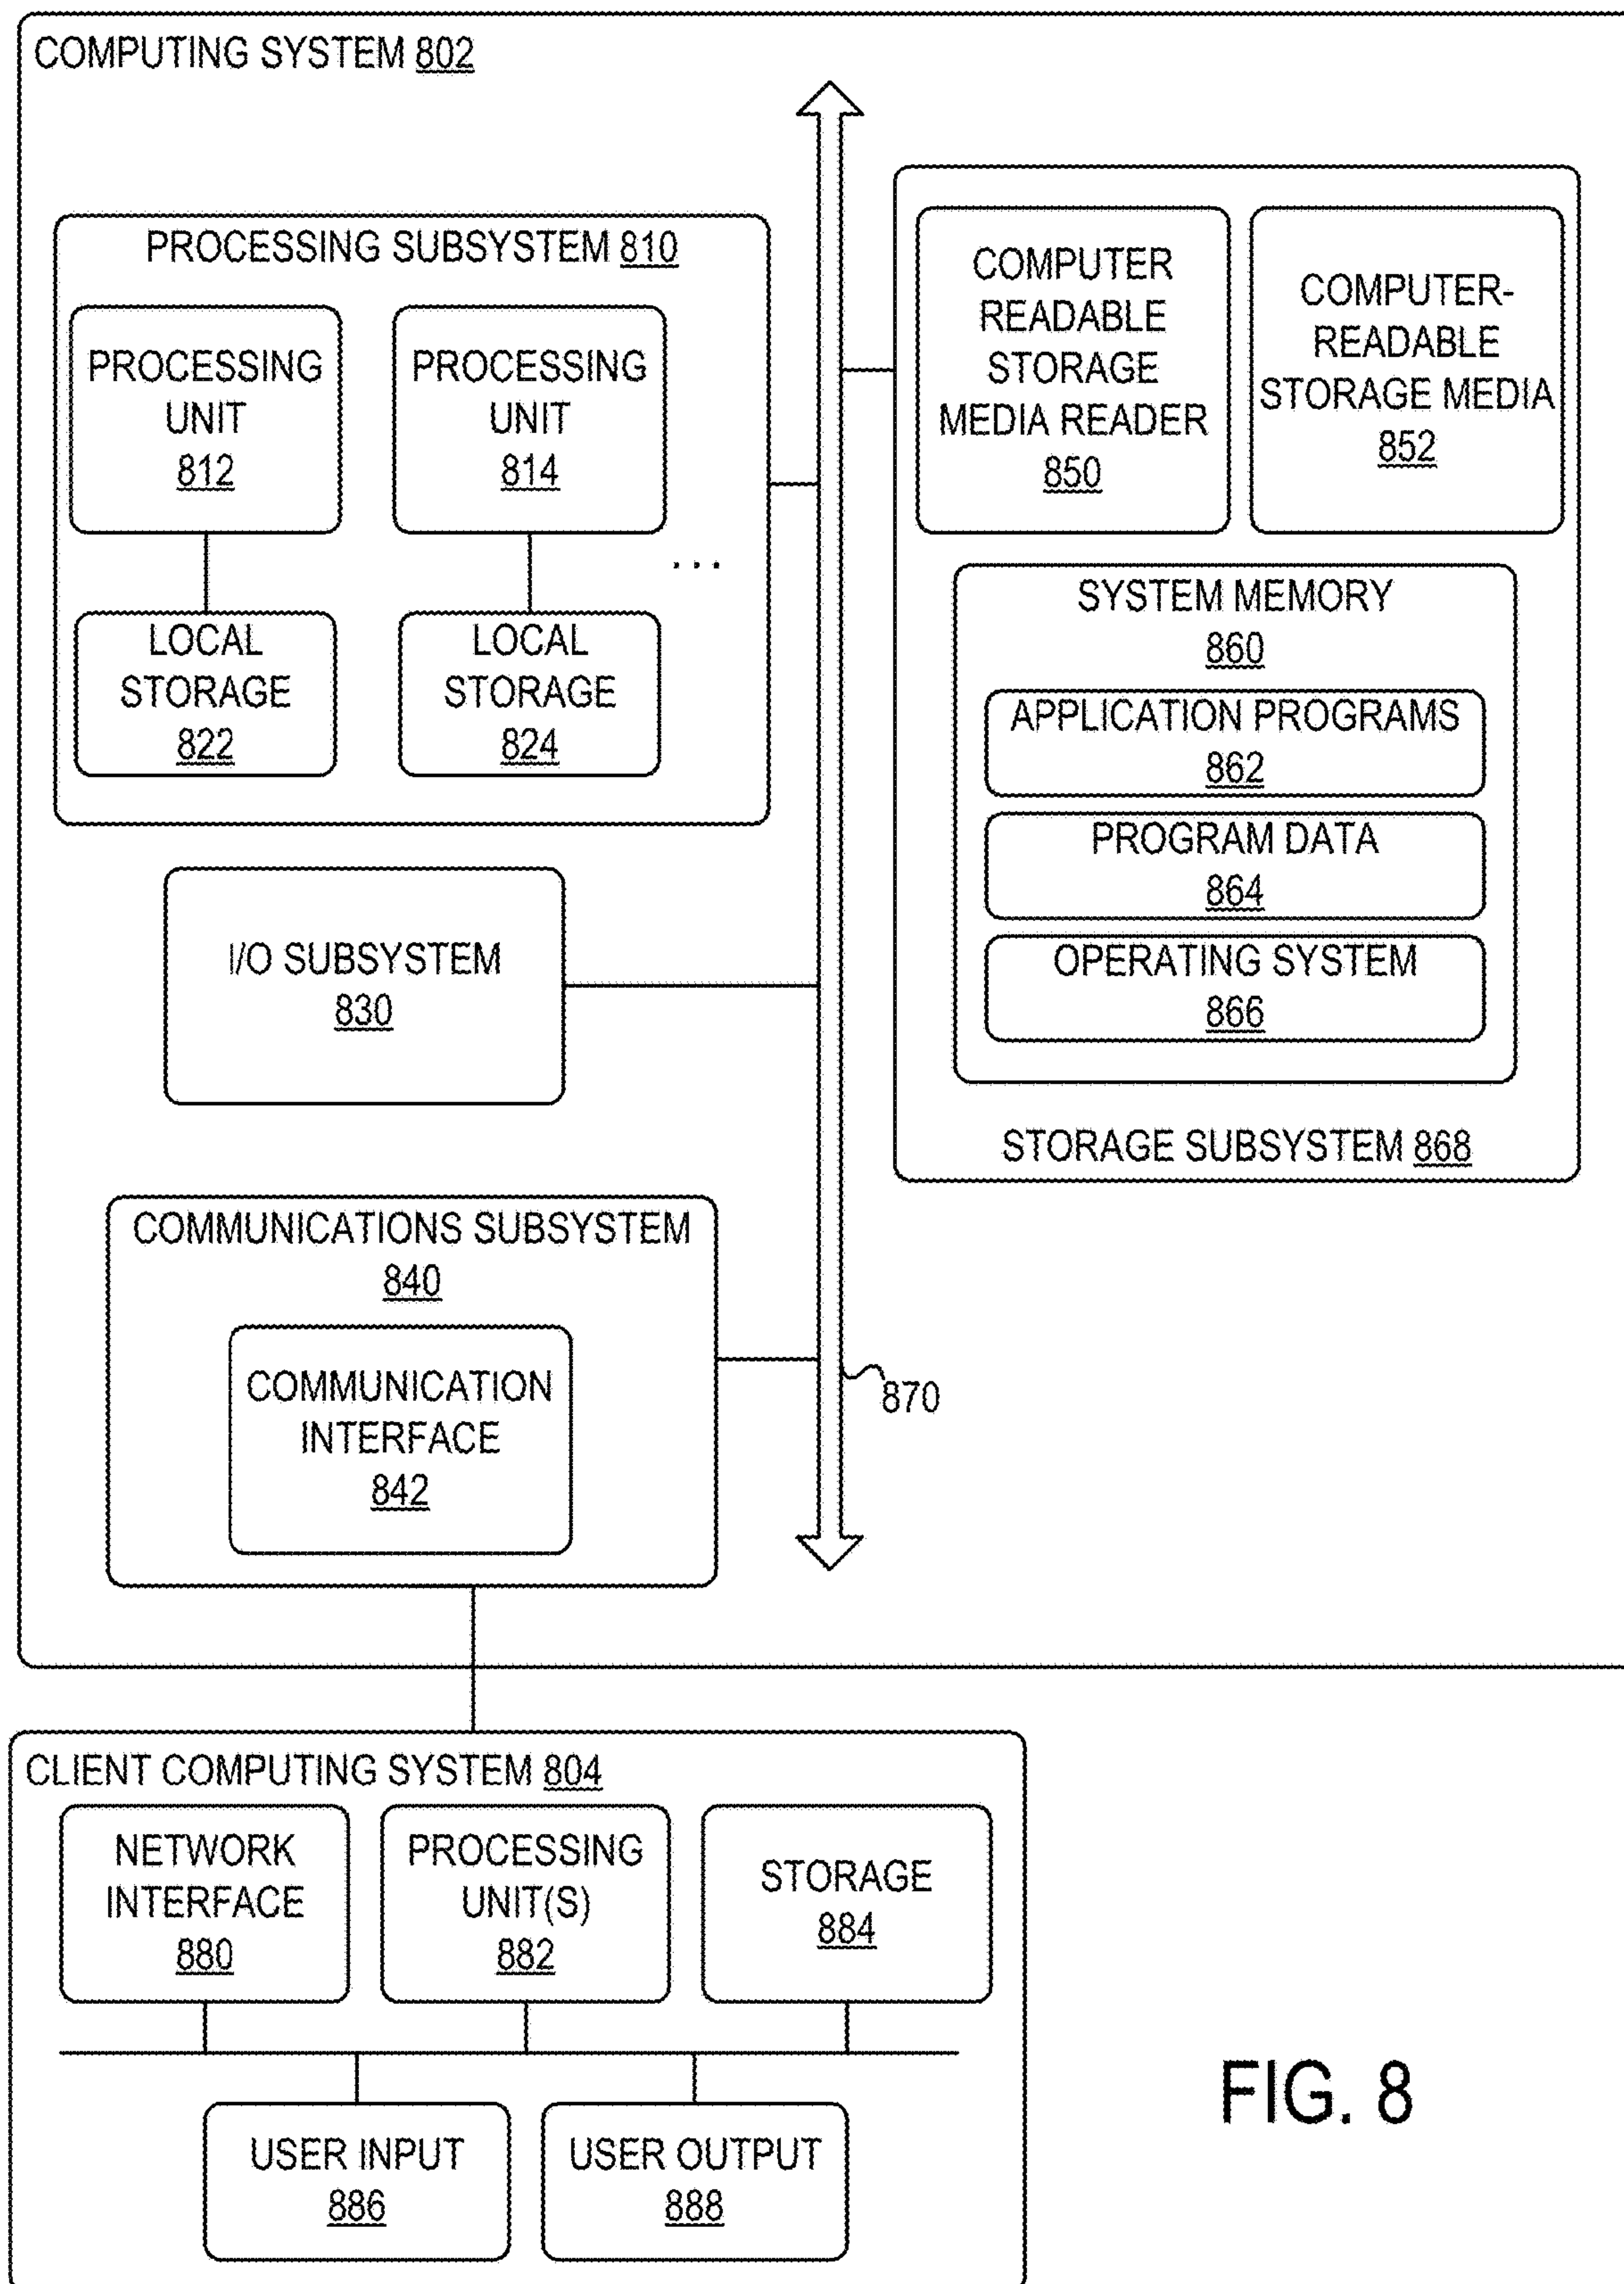 COMPUTING SYSTEM 802
PROCESSING SUBSYSTEM 810
PROCESSING
UNIT
812
PROCESSING
UNIT
814
...
LOCAL
STORAGE
822
LOCAL
STORAGE
824
I/O SUBSYSTEM
830
COMMUNICATIONS SUBSYSTEM
840
COMMUNICATION
INTERFACE
842
870
COMPUTER
READABLE
STORAGE
MEDIA READER
850
COMPUTER-
READABLE
STORAGE MEDIA
852
SYSTEM MEMORY
860
APPLICATION PROGRAMS
862
PROGRAM DATA
864
OPERATING SYSTEM
866
STORAGE SUBSYSTEM 868
CLIENT COMPUTING SYSTEM 804
NETWORK
INTERFACE
880
PROCESSING
UNIT(S)
882
STORAGE
884
USER INPUT
886
USER OUTPUT
888
FIG. 8